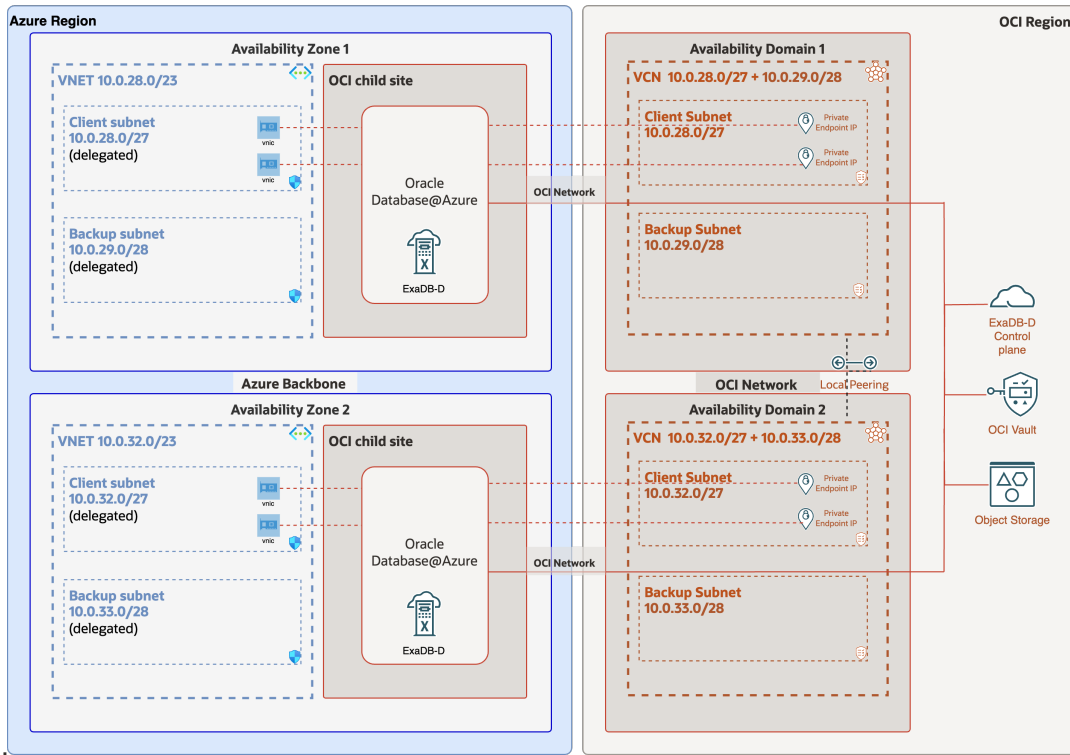 Azure Region
OCI Region
Availability Zone 1
VNET 10.0.28.0/23
Client subnet
10.0.28.0/27
(delegated)
vnic
vnic
Backup subnet
10.0.29.0/28
(delegated)
OCI child site
Oracle
Database@Azure
X
ExaDB-D
OCI Network
Availability Domain 1
VCN 10.0.28.0/27 + 10.0.29.0/28
Client Subnet
10.0.28.0/27
Private
Endpoint IP
Private
Endpoint IP
Backup Subnet
10.0.29.0/28
Azure Backbone
OCI Network
Local Peering
Availability Zone 2
VNET 10.0.32.0/23
Client subnet
10.0.32.0/27
(delegated)
vnic
vnic
Backup subnet
10.0.33.0/28
(delegated)
OCI child site
Oracle
Database@Azure
X
ExaDB-D
OCI Network
Availability Domain 2
VCN 10.0.32.0/27 + 10.0.33.0/28
Client Subnet
10.0.32.0/27
Private
Endpoint IP
Private
Endpoint IP
Backup Subnet
10.0.33.0/28
ExaDB-D
Control
plane
OCI Vault
Object Storage